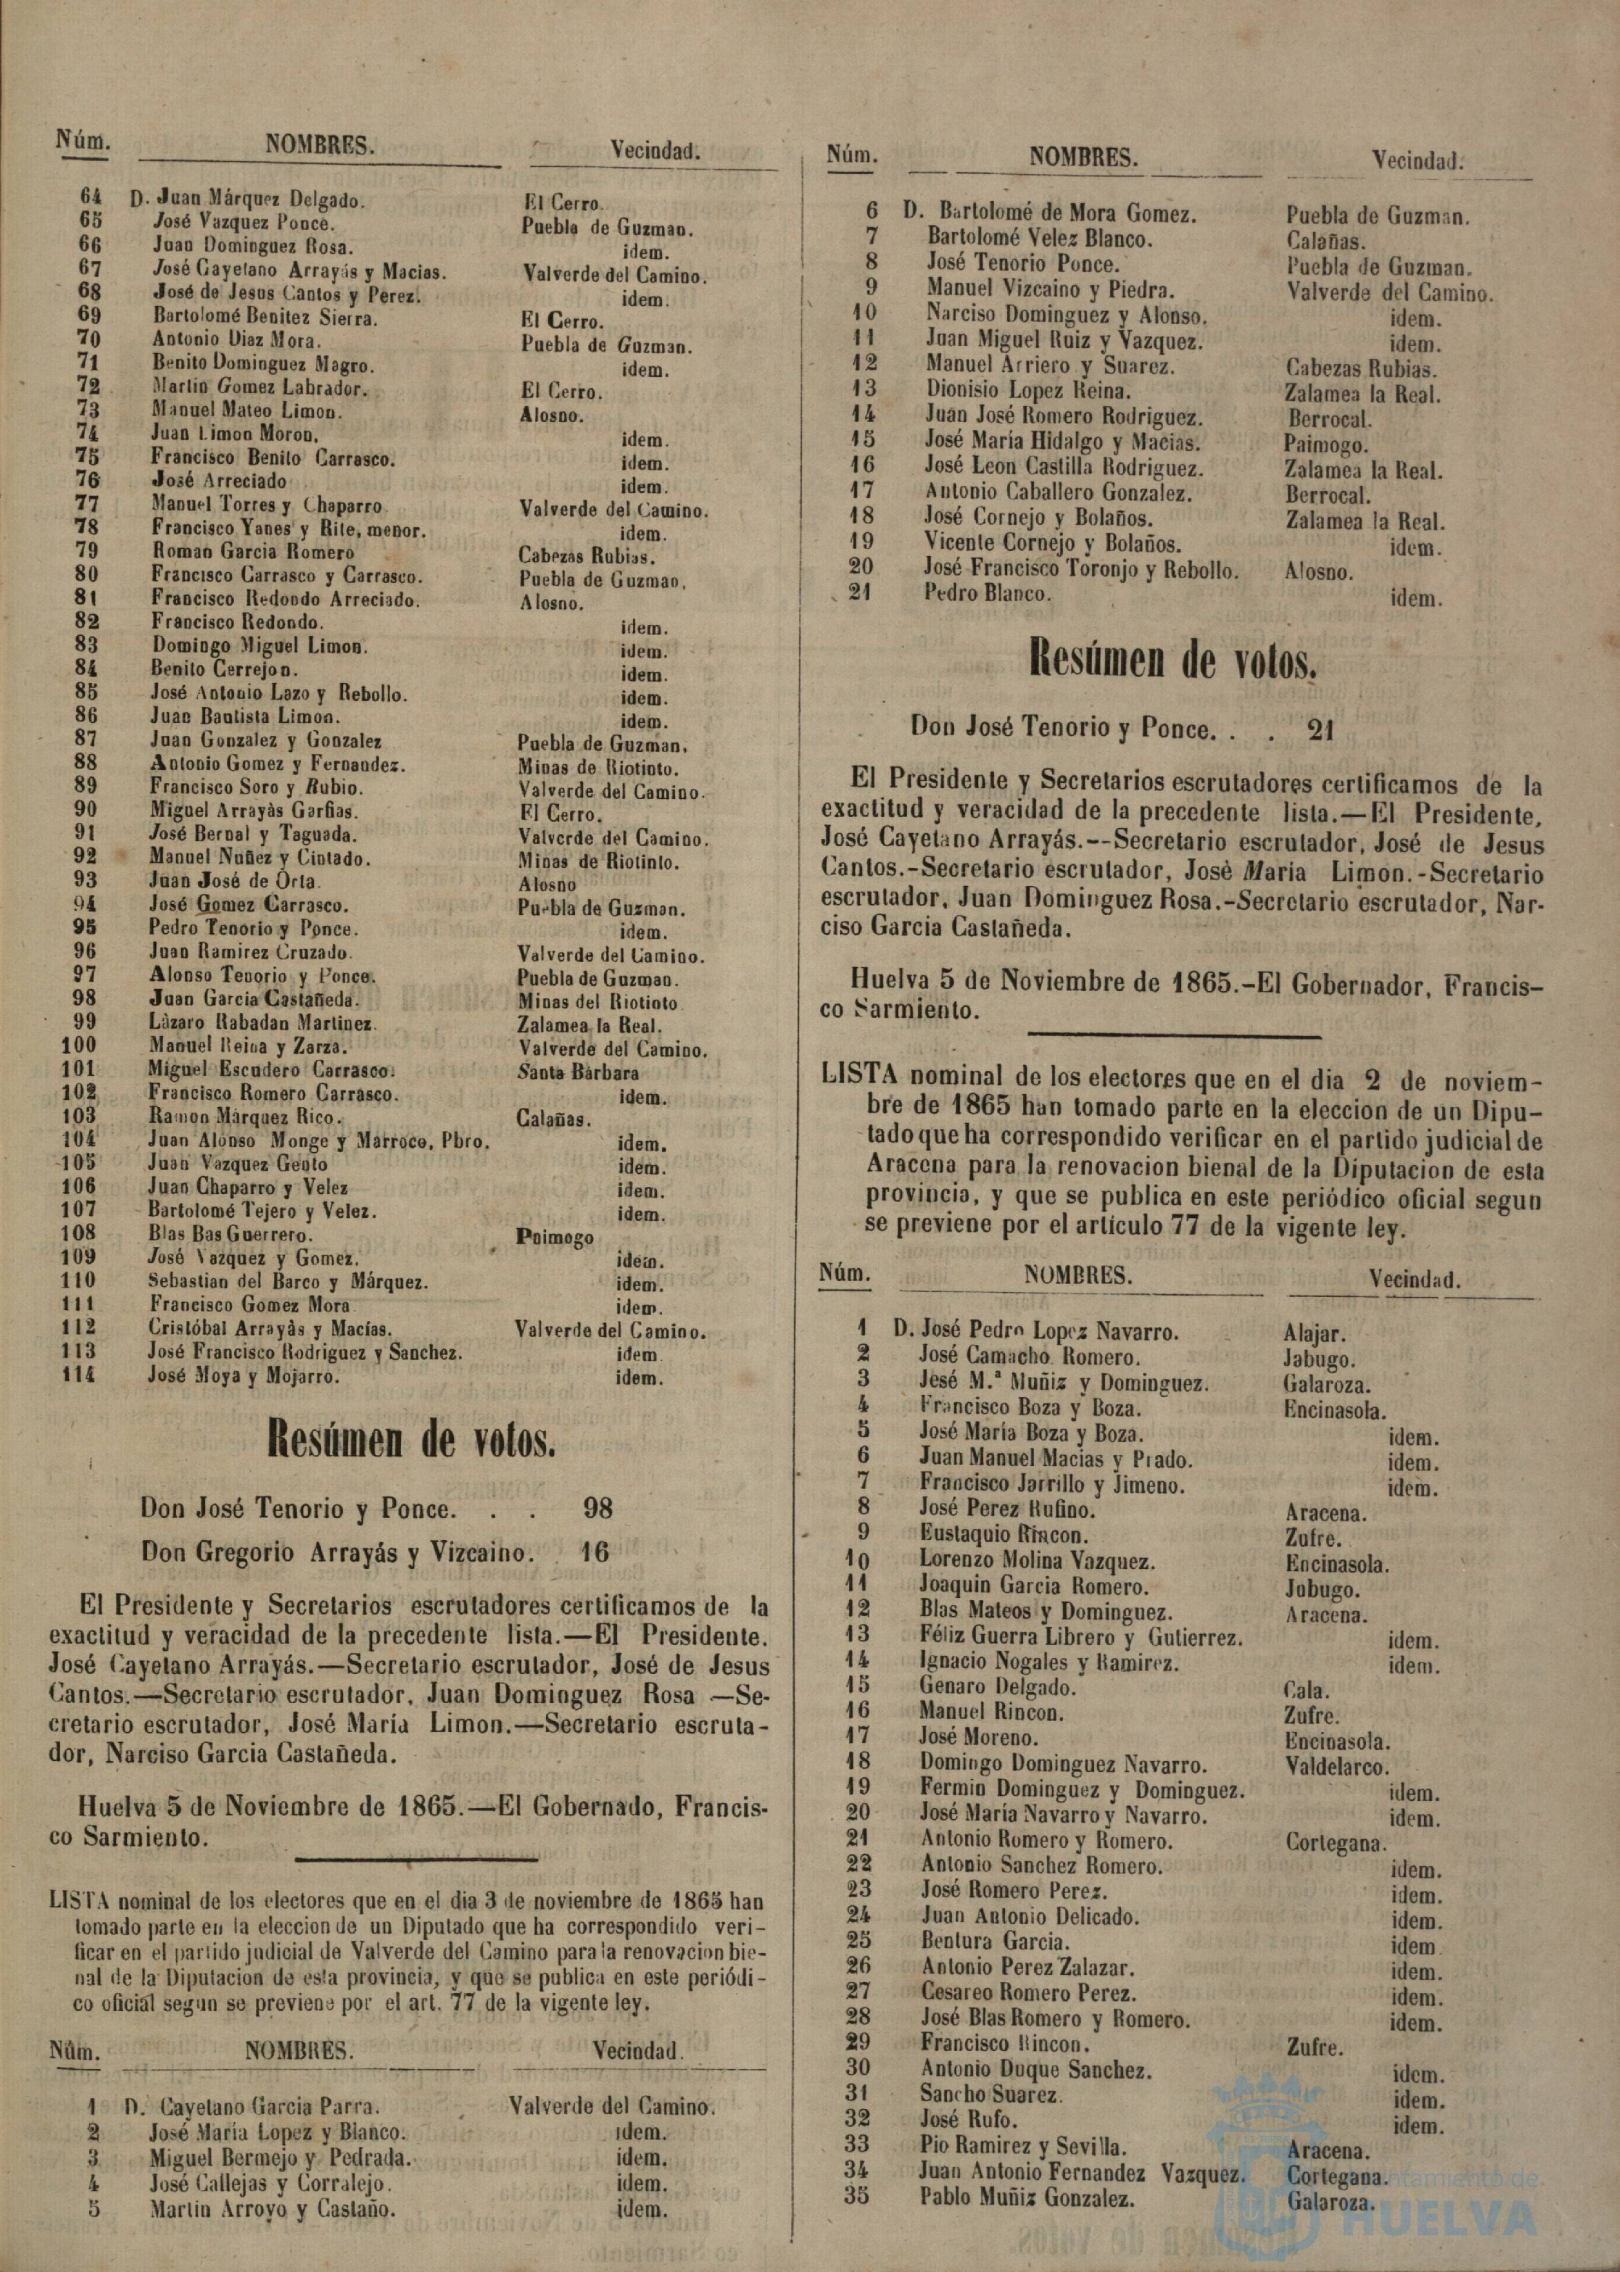 Núm. NOMBRES. Vecindad.
64 D. Juan Márquez Delgado. El Cerro.
65 José Vazquez Ponce. Puebla de Guzman.
66 Juan Dominguez Rosa. idem.
67 José Cayetano Arrayás y Macias. Valverde del Camino.
68 José de Jesus Cantos y Perez. idem.
69 Bartolomé Benitez Sierra. El Cerro.
70 Antonio Diaz Mora. Puebla de Guzman.
71 Benito Dominguez Magro. idem.
72 Martin Gomez Labrador. El Cerro.
73 Manuel Mateo Limon. Alosno.
74 Juan Limon Moron. idem.
75 Francisco Benito Carrasco. idem.
76 José Arreciado idem.
77 Manuel Torres y Chaparro Valverde del Camino.
78 Francisco Yanes y Rite, menor. idem.
79 Roman Garcia Romero Cabezas Rubias.
80 Francisco Carrasco y Carrasco. Puebla de Guzman.
81 Francisco Redondo Arreciado. Alosno.
82 Francisco Redondo. idem.
83 Domingo Miguel Limon. idem.
84 Benito Cerrejon. idem.
85 José Antonio Lazo y Rebollo. idem.
86 Juan Bautista Limon. idem.
87 Juan Gonzalez y Gonzalez Puebla de Guzman.
88 Antonio Gomez y Fernandez. Minas de Riotinto.
89 Francisco Soro y Rubio. Valverde del Camino.
90 Miguel Arrayàs Garfias. El Cerro.
91 José Bernal y Taguada. Valverde del Camino.
92 Manuel Nuñez y Cintado. Minas de Riotinto.
93 Juan José de Orta. Alosno
94 José Gomez Carrasco. Puebla de Guzman.
95 Pedro Tenorio y Ponce. idem.
96 Juan Ramirez Cruzado. Valverde del Camino.
97 Alonso Tenorio y Ponce. Puebla de Guzman.
98 Juan Garcia Castañeda. Minas del Riotinto
99 Làzaro Rabadan Martinez. Zalamea la Real.
100 Manuel Reina y Zarza. Valverde del Camino.
101 Miguel Escudero Carrasco. Santa Bàrbara
102 Francisco Romero Carrasco. idem.
103 Ramon Màrquez Rico. Calañas.
104 Juan Alonso Monge y Marroco, Pbro. idem.
105 Juan Vazquez Gento idem.
106 Juan Chaparro y Velez idem.
107 Bartolomé Tejero y Velez. idem.
108 Blas Bas Guerrero. Paimogo
109 José Vazquez y Gomez. idem.
110 Sebastian del Barco y Márquez. idem.
111 Francisco Gomez Mora idem.
112 Cristóbal Arrayàs y Macías. Valverde del Camino.
113 José Francisco Rodriguez y Sanchez. idem
114 José Moya y Mojarro. idem.
Resúmen de votos.
Don José Tenorio y Ponce. . . 98
Don Gregorio Arrayás y Vizcaino. 16
El Presidente y Secretarios escrutadores certificamos de la
exactitud y veracidad de la precedente lista.—El Presidente.
José Cayetano Arrayás.—Secretario escrutador, José de Jesus
Cantos.—Secretario escrutador, Juan Dominguez Rosa —Se-
cretario escrutador, José María Limon.—Secretario escruta-
dor, Narciso Garcia Castañeda.
Huelva 5 de Noviembre de 1865.—El Gobernado, Francis-
co Sarmiento.
LISTA nominal de los electores que en el dia 3 de noviembre de 1865 han
tomado parte en la eleccion de un Diputado que ha correspondido veri-
ficar en el partido judicial de Valverde del Camino para la renovacion bie-
nal de la Diputacion de esta provincia, y que se publica en este periódi-
co oficial segun se previene por el art. 77 de la vigente ley.
Núm. NOMBRES. Vecindad.
1 D. Cayetano Garcia Parra. Valverde del Camino.
2 José María Lopez y Blanco. idem.
3 Miguel Bermejo y Pedrada. idem.
4 José Callejas y Corralejo. idem.
5 Martin Arroyo y Castaño. idem.
Núm. NOMBRES. Vecindad.
6 D. Bartolomé de Mora Gomez. Puebla de Guzman.
7 Bartolomé Velez Blanco. Calañas.
8 José Tenorio Ponce. Puebla de Guzman.
9 Manuel Vizcaino y Piedra. Valverde del Camino.
10 Narciso Dominguez y Alonso. idem.
11 Juan Miguel Ruiz y Vazquez. idem.
12 Manuel Arriero y Suarez. Cabezas Rubias.
13 Dionisio Lopez Reina. Zalamea la Real.
14 Juan José Romero Rodriguez. Berrocal.
15 José María Hidalgo y Macias. Paimogo.
16 José Leon Castilla Rodriguez. Zalamea la Real.
17 Antonio Caballero Gonzalez. Berrocal.
18 José Cornejo y Bolaños. Zalamea la Real.
19 Vicente Cornejo y Bolaños. idem.
20 José Francisco Toronjo y Rebollo. Alosno.
21 Pedro Blanco. idem.
Resúmen de votos.
Don José Tenorio y Ponce. . . 21
El Presidente y Secretarios escrutadores certificamos de la
exactitud y veracidad de la precedente lista.—El Presidente,
José Cayetano Arrayás.--Secretario escrutador, José de Jesus
Cantos.-Secretario escrutador, José Maria Limon.-Secretario
escrutador, Juan Dominguez Rosa.-Secretario escrutador, Nar-
ciso Garcia Castañeda.
Huelva 5 de Noviembre de 1865.-El Gobernador, Francis-
co Sarmiento.
LISTA nominal de los electores que en el dia 2 de noviem-
bre de 1865 han tomado parte en la eleccion de un Dipu-
tado que ha correspondido verificar en el partido judicial de
Aracena para la renovacion bienal de la Diputacion de esta
provincia, y que se publica en este periódico oficial segun
se previene por el artículo 77 de la vigente ley.
Núm. NOMBRES. Vecindad.
1 D. José Pedro Lopez Navarro. Alajar.
2 José Camacho Romero. Jabugo.
3 Jesé M.ª Muñiz y Dominguez. Galaroza.
4 Francisco Boza y Boza. Encinasola.
5 José María Boza y Boza. idem.
6 Juan Manuel Macias y Prado. idem.
7 Francisco Jarrillo y Jimeno. idem.
8 José Perez Rufino. Aracena.
9 Eustaquio Rincon. Zufre.
10 Lorenzo Molina Vazquez. Encinasola.
11 Joaquin Garcia Romero. Jabugo.
12 Blas Mateos y Dominguez. Aracena.
13 Féliz Guerra Librero y Gutierrez. idem.
14 Ignacio Nogales y Ramirez. idem.
15 Genaro Delgado. Cala.
16 Manuel Rincon. Zufre.
17 José Moreno. Encinasola.
18 Domingo Dominguez Navarro. Valdelarco.
19 Fermin Dominguez y Dominguez. idem.
20 José María Navarro y Navarro. idem.
21 Antonio Romero y Romero. Cortegana.
22 Antonio Sanchez Romero. idem.
23 José Romero Perez. idem.
24 Juan Antonio Delicado. idem.
25 Bentura Garcia. idem
26 Antonio Perez Zalazar. idem.
27 Cesareo Romero Perez. idem.
28 José Blas Romero y Romero. idem.
29 Francisco Rincon. Zufre.
30 Antonio Duque Sanchez. idem.
31 Sancho Suarez. idem.
32 José Rufo. idem.
33 Pio Ramirez y Sevilla. Aracena.
34 Juan Antonio Fernandez Vazquez. Cortegana.
35 Pablo Muñiz Gonzalez. Galaroza.
HUELVA